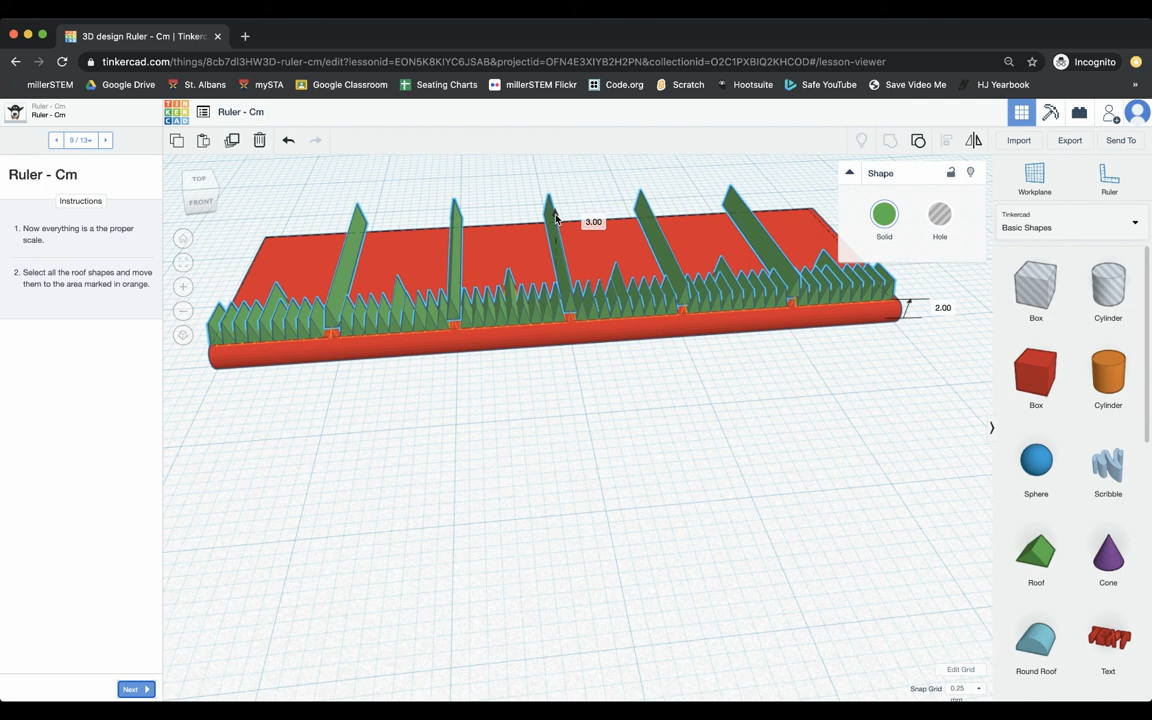 3D design Ruler - Cm | Tinkerc
tinkercad.com/things/8cb7dl3HW3D-ruler-cm/edit?lessonid=EON5K8KIYC6JSAB&projectid=OFN4E3XIYB2H2PN&collectionid=O2C1PXBIQ2KHCOD#/lesson-viewer
Incognito
millerSTEM
Google Drive
St. Albans
mySTA
Google Classroom
Seating Charts
millerSTEM Flickr
Code.org
Scratch
Hootsuite
Safe YouTube
Save Video Me
HJ Yearbook
»
Ruler - Cm
Ruler - Cm
TIN
KER
CAD
Ruler - Cm
9 / 13
Import
Export
Send To
Ruler - Cm
Instructions
1. Now everything is a the proper
scale.
2. Select all the roof shapes and move
them to the area marked in orange.
Next
TOP
FRONT
3.00
2.00
Shape
Solid
Hole
Workplane
Ruler
Tinkercad
Basic Shapes
Box
Cylinder
Box
Cylinder
Sphere
Scribble
Roof
Cone
TEXT
Round Roof
Text
Edit Grid
Snap Grid
0.25
mm